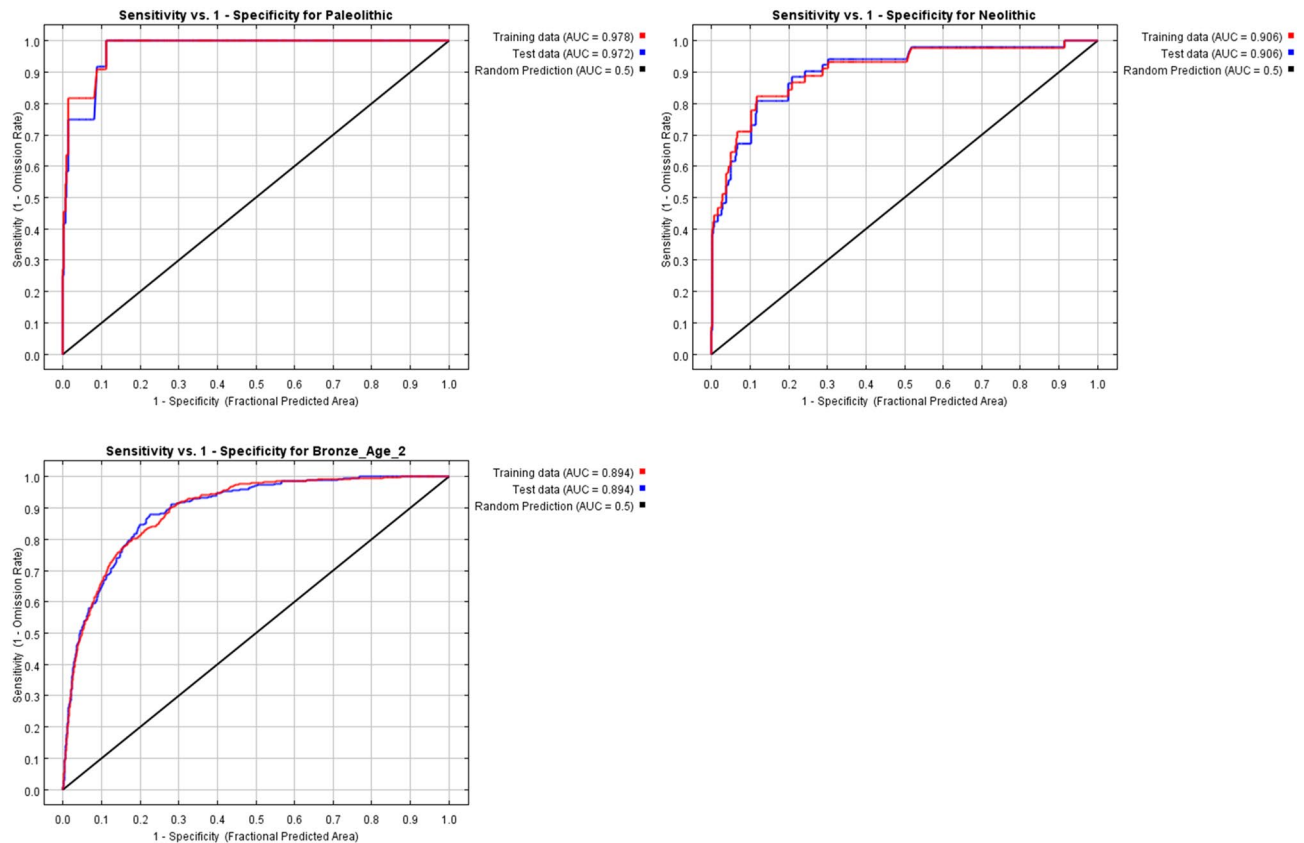 Sensitivity vs. 1 - Specificity for Paleolithic
Training data (AUC = 0.978)
Test data (AUC = 0.972)
Random Prediction (AUC = 0.5)
Sensitivity (1 - Omission Rate)
1.0
0.9
0.8
0.7
0.6
0.5
0.4
0.3
0.2
0.1
0.0
0.0 0.1 0.2 0.3 0.4 0.5 0.6 0.7 0.8 0.9 1.0
1 - Specificity (Fractional Predicted Area)
Sensitivity vs. 1 - Specificity for Neolithic
Training data (AUC = 0.906)
Test data (AUC = 0.906)
Random Prediction (AUC = 0.5)
Sensitivity (1 - Omission Rate)
1.0
0.9
0.8
0.7
0.6
0.5
0.4
0.3
0.2
0.1
0.0
0.0 0.1 0.2 0.3 0.4 0.5 0.6 0.7 0.8 0.9 1.0
1 - Specificity (Fractional Predicted Area)
Sensitivity vs. 1 - Specificity for Bronze_Age_2
Training data (AUC = 0.894)
Test data (AUC = 0.894)
Random Prediction (AUC = 0.5)
Sensitivity (1 - Omission Rate)
1.0
0.9
0.8
0.7
0.6
0.5
0.4
0.3
0.2
0.1
0.0
0.0 0.1 0.2 0.3 0.4 0.5 0.6 0.7 0.8 0.9 1.0
1 - Specificity (Fractional Predicted Area)